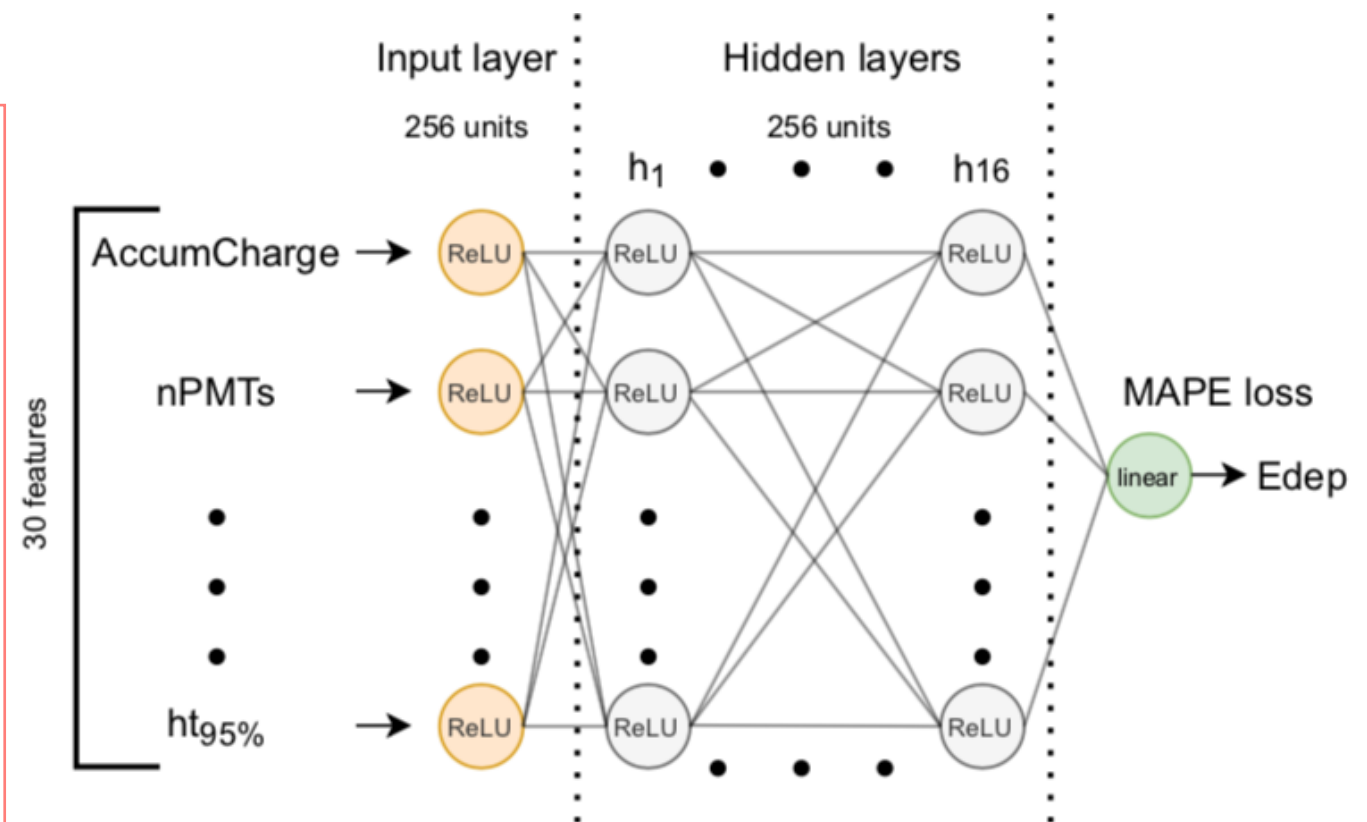 Input layer
Hidden layers
256 units
256 units
h1
h16
30 features
AccumCharge
ReLU
ReLU
ReLU
nPMTs
ReLU
ReLU
ReLU
MAPE loss
linear
Edep
ht95%
ReLU
ReLU
ReLU